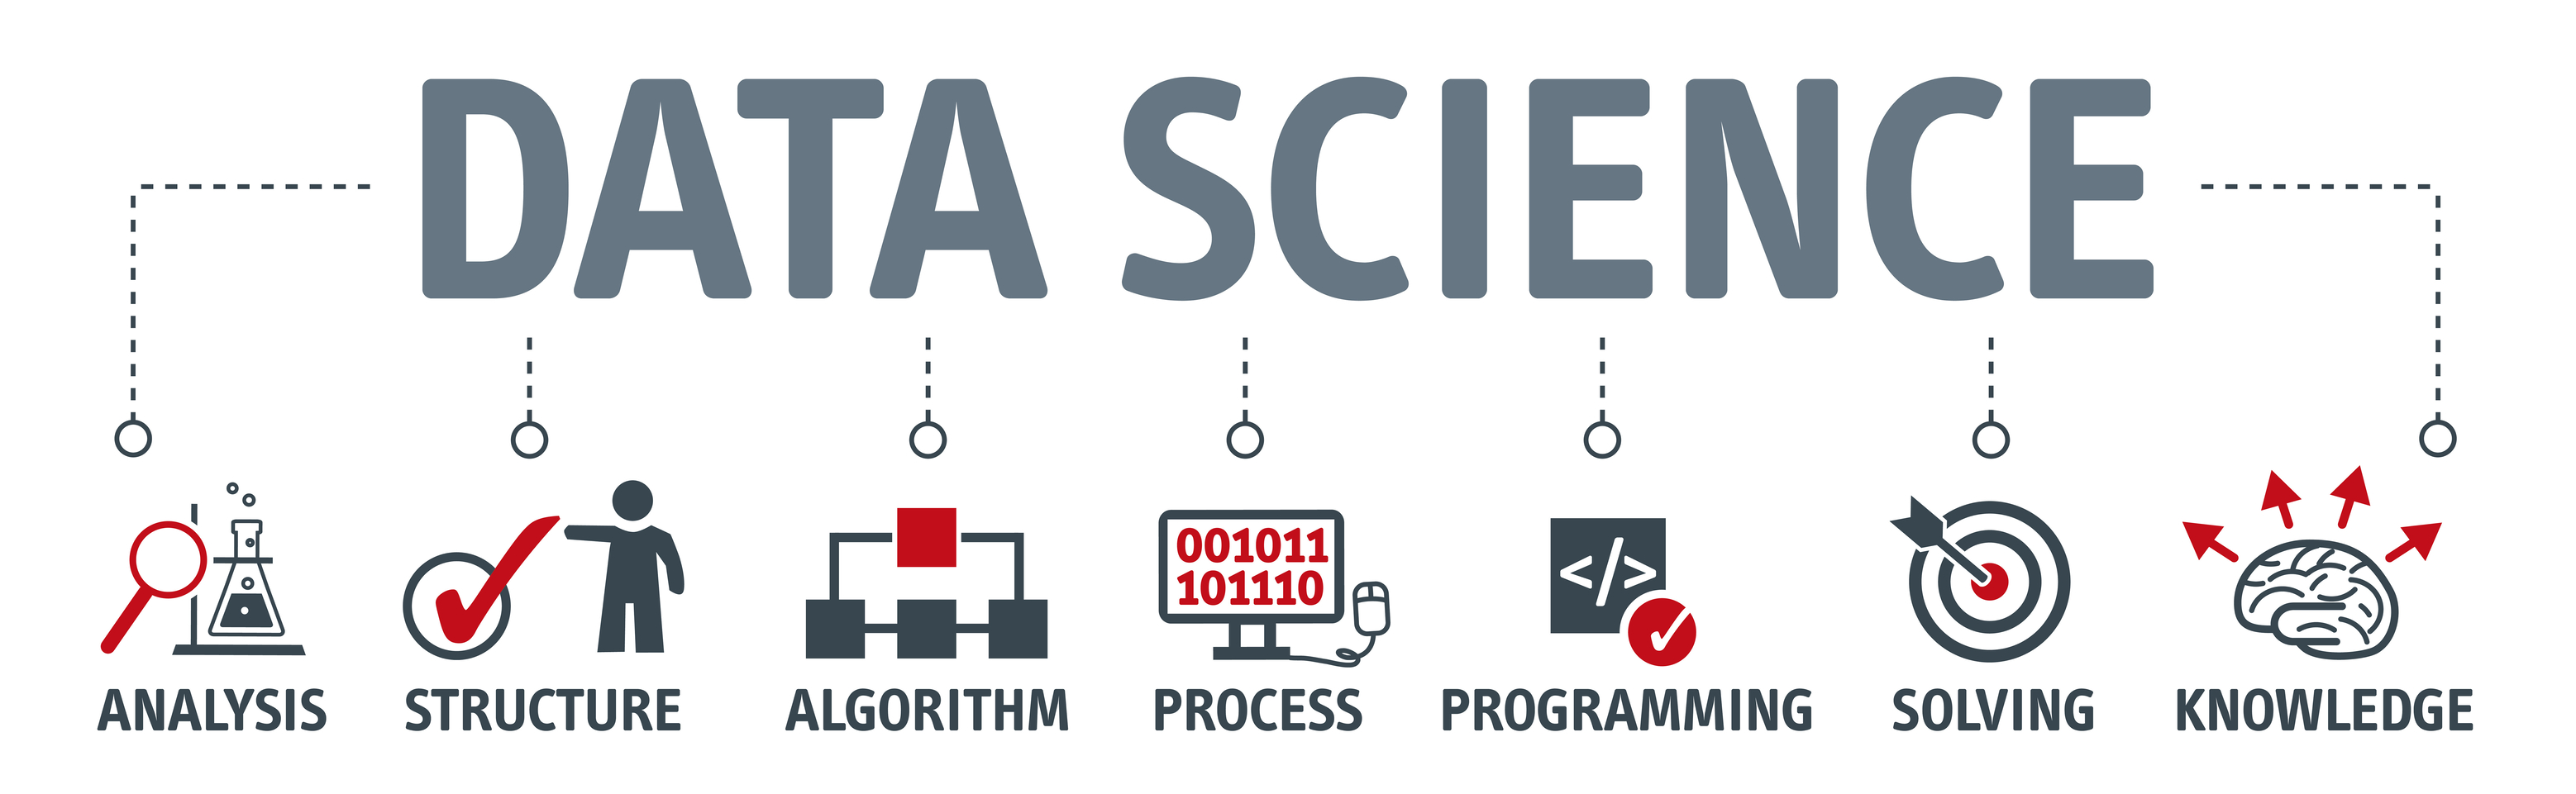 DATA SCIENCE
001011
101110
</>
ANALYSIS STRUCTURE ALGORITHM PROCESS PROGRAMMING SOLVING KNOWLEDGE